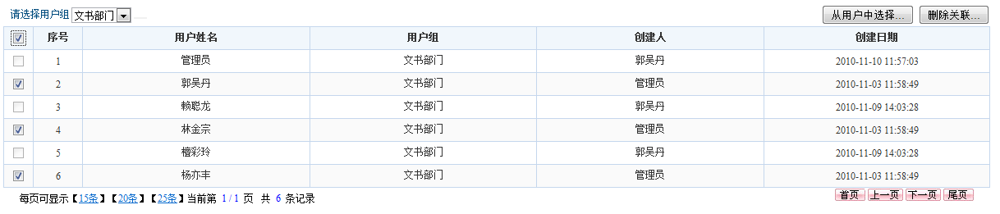 请选择用户组 文书部门 从用户中选择... 删除关联...
序号 用户姓名 用户组 创建人 创建日期
1 管理员 文书部门 郭吴丹 2010-11-10 11:57:03
2 郭吴丹 文书部门 管理员 2010-11-03 11:58:49
3 赖聪龙 文书部门 郭吴丹 2010-11-09 14:03:28
4 林金宗 文书部门 管理员 2010-11-03 11:58:49
5 檀彩玲 文书部门 郭吴丹 2010-11-09 14:03:28
6 杨亦丰 文书部门 管理员 2010-11-03 11:58:49
每页可显示【15条】【20条】【25条】当前第 1 / 1 页 共 6 条记录 首页 上一页 下一页 尾页